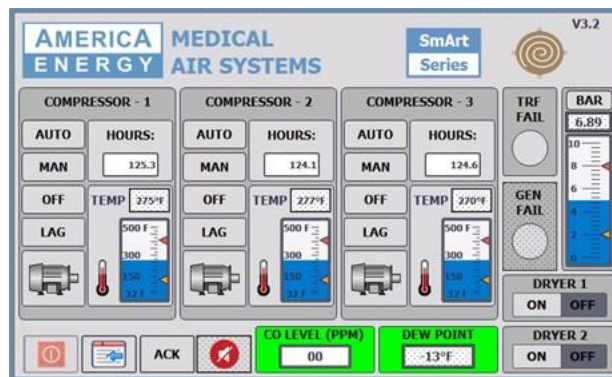 AMERICA
ENERGY
MEDICAL
AIR SYSTEMS
SmArt
Series
V3.2
COMPRESSOR - 1
AUTO
HOURS:
MAN
125.3
OFF
TEMP 275°F
LAG
500 F
300
150
32 F
COMPRESSOR - 2
AUTO
HOURS:
MAN
124.1
OFF
TEMP 277°F
LAG
500 F
300
150
32 F
COMPRESSOR - 3
AUTO
HOURS:
MAN
124.6
OFF
TEMP 270°F
LAG
500 F
300
150
32 F
TRF
FAIL
GEN
FAIL
BAR
6.89
10
8
6
4
2
0
DRYER 1
ON OFF
DRYER 2
ON OFF
ACK
CO LEVEL (PPM)
00
DEW POINT
-13°F